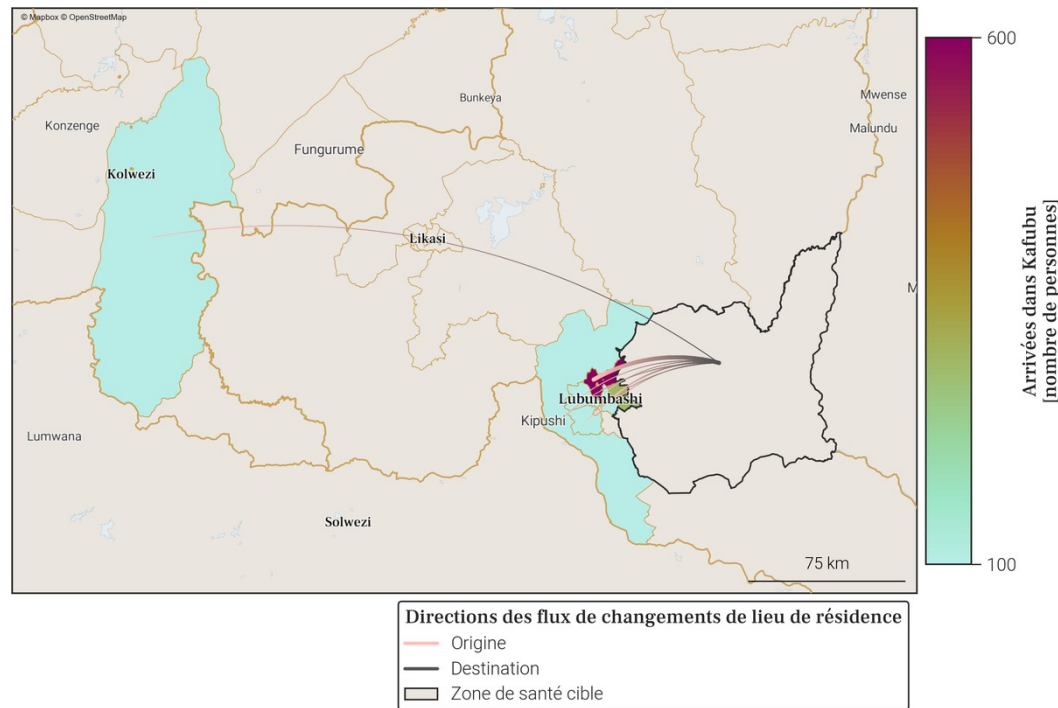 © Mapbox © OpenStreetMap
Konzenge
Bunkeya
Mwense
Malundu
Fungurume
Kolwezi
Likasi
M
Lubumbashi
Kipushi
Lumwana
Solwezi
75 km
600
100
Arrivées dans Kafubu
[nombre de personnes]
Directions des flux de changements de lieu de résidence
Origine
Destination
Zone de santé cible